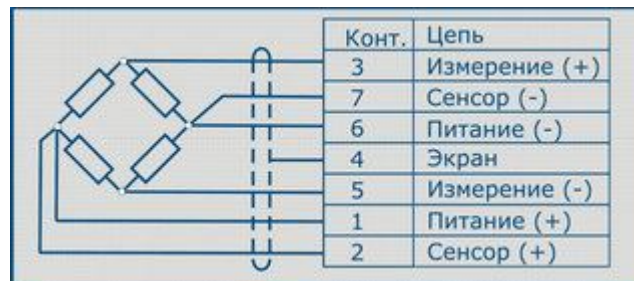 Конт. Цепь
3 Измерение (+)
7 Сенсор (-)
6 Питание (-)
4 Экран
5 Измерение (-)
1 Питание (+)
2 Сенсор (+)